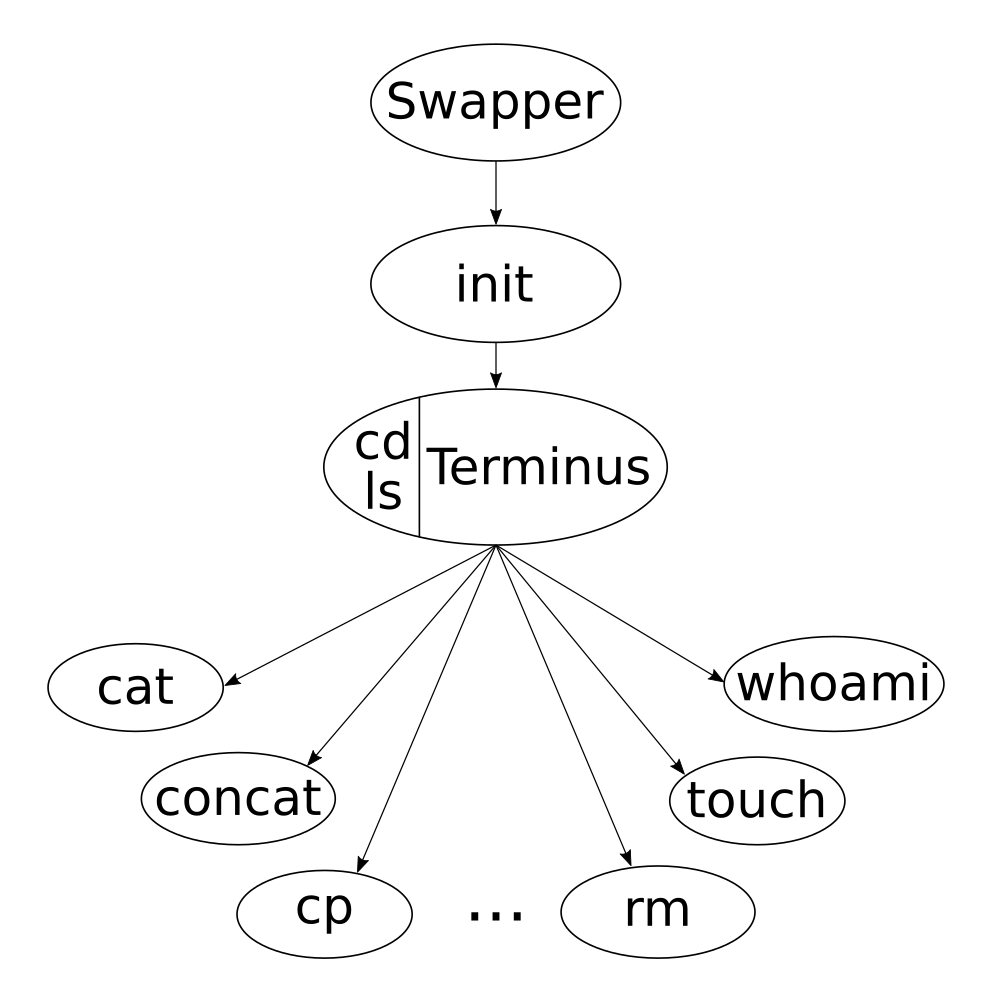 Swapper
init
cd
ls
Terminus
cat
whoami
concat
touch
cp
...
rm